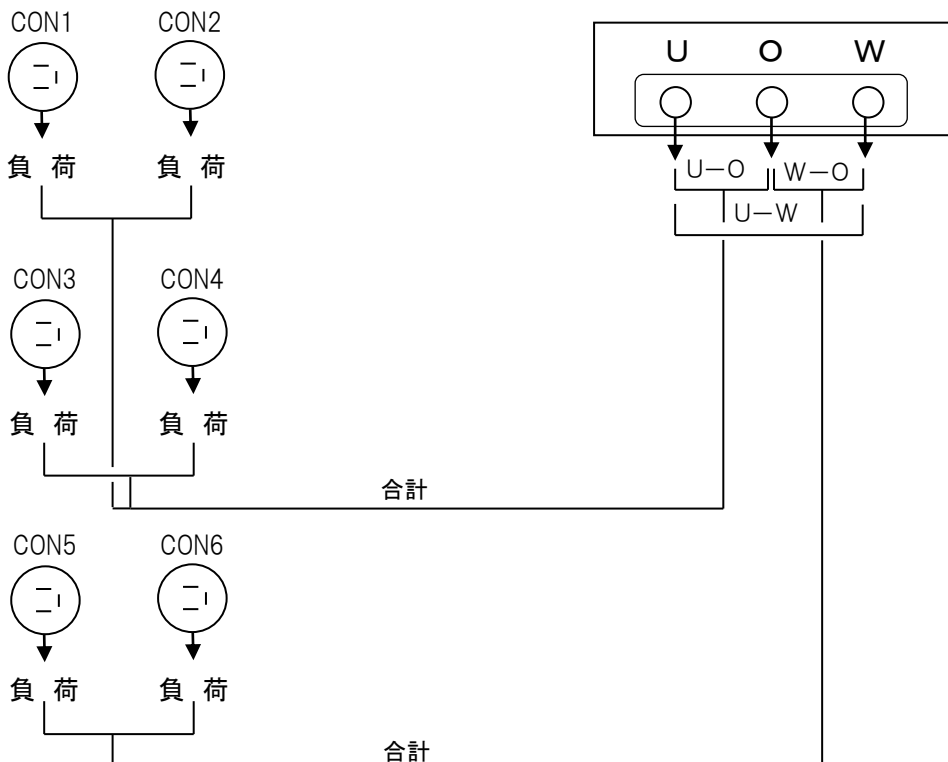 CON1 CON2
U O W
負 荷 負 荷
U－O W－O
U－W
CON3 CON4
負 荷 負 荷
合計
CON5 CON6
負 荷 負 荷
合計